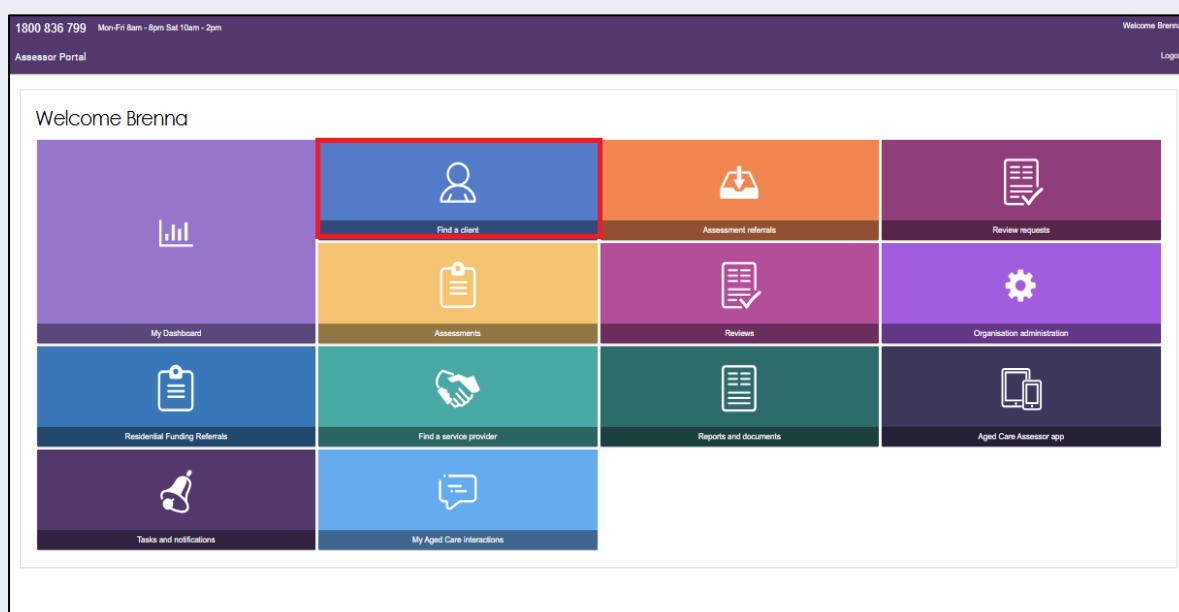 1800 836 799 Mon-Fri 8am - 8pm Sat 10am - 2pm
Welcome Brenna
Assessor Portal
Welcome Brenna
Find a client
Assessment referrals
Review requests
My Dashboard
Assessments
Reviews
Organisation administration
Residential Funding Referrals
Find a service provider
Reports and documents
Aged Care Assessor app
Tasks and notifications
My Aged Care interactions